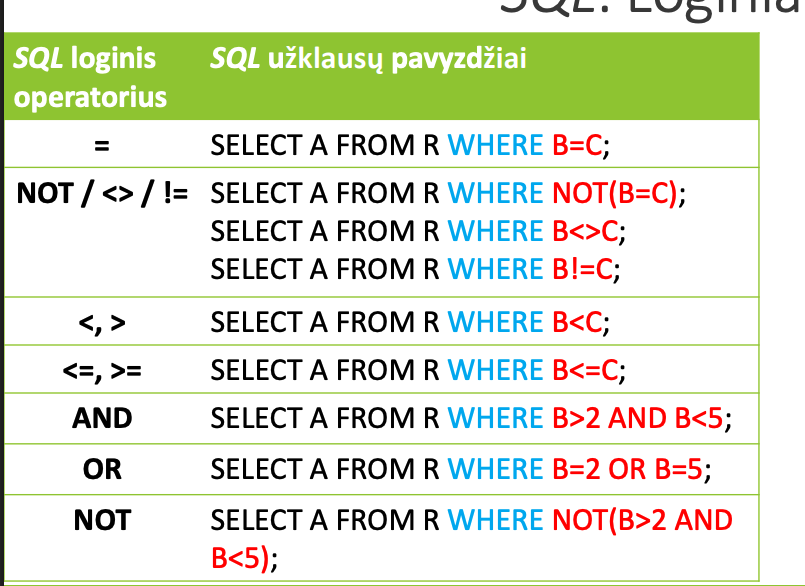 SQL: Loginia
SQL loginis SQL užklausų pavyzdžiai
operatorius
= SELECT A FROM R WHERE B=C;
NOT / <> / != SELECT A FROM R WHERE NOT(B=C);
SELECT A FROM R WHERE B<>C;
SELECT A FROM R WHERE B!=C;
<, > SELECT A FROM R WHERE B<C;
<=, >= SELECT A FROM R WHERE B<=C;
AND SELECT A FROM R WHERE B>2 AND B<5;
OR SELECT A FROM R WHERE B=2 OR B=5;
NOT SELECT A FROM R WHERE NOT(B>2 AND
B<5);